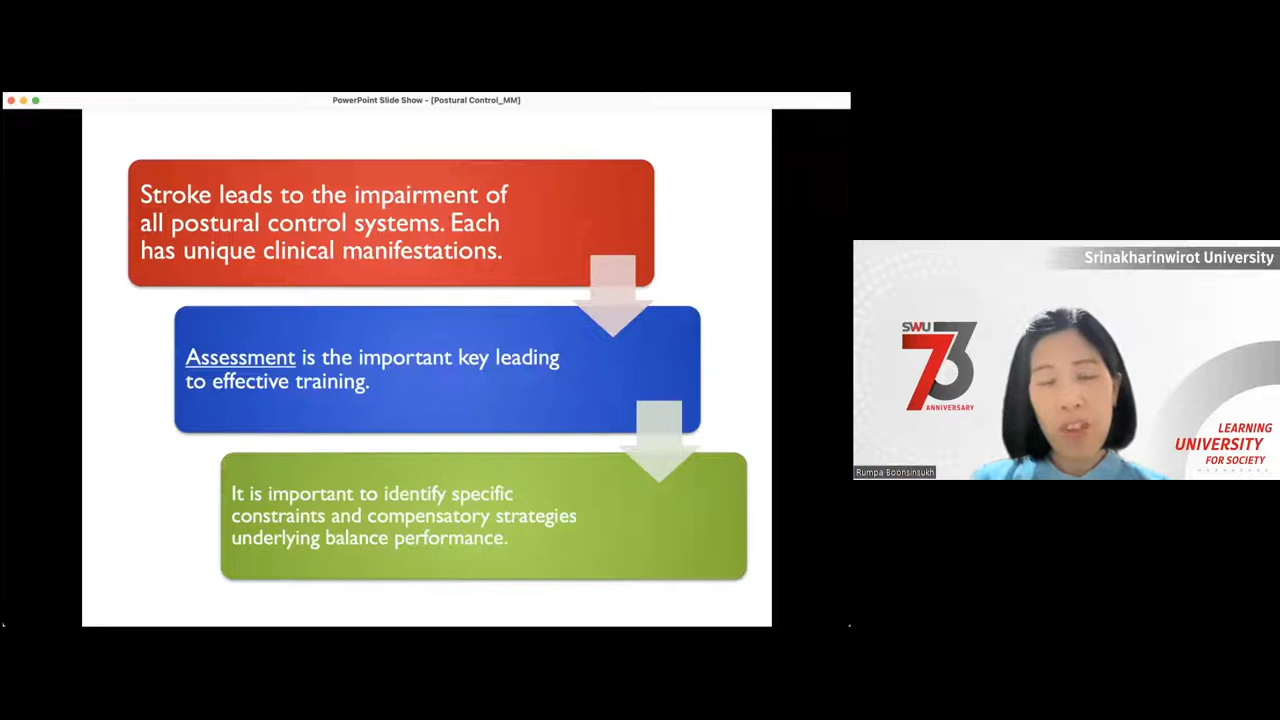 PowerPoint Slide Show - [Postural Control_MM]
Stroke leads to the impairment of
all postural control systems. Each
has unique clinical manifestations.
Assessment is the important key leading
to effective training.
It is important to identify specific
constraints and compensatory strategies
underlying balance performance.
Srinakharinwirot University
SWU
73
ANNIVERSARY
LEARNING
UNIVERSITY
FOR SOCIETY
Rumpa Boonsinsukh